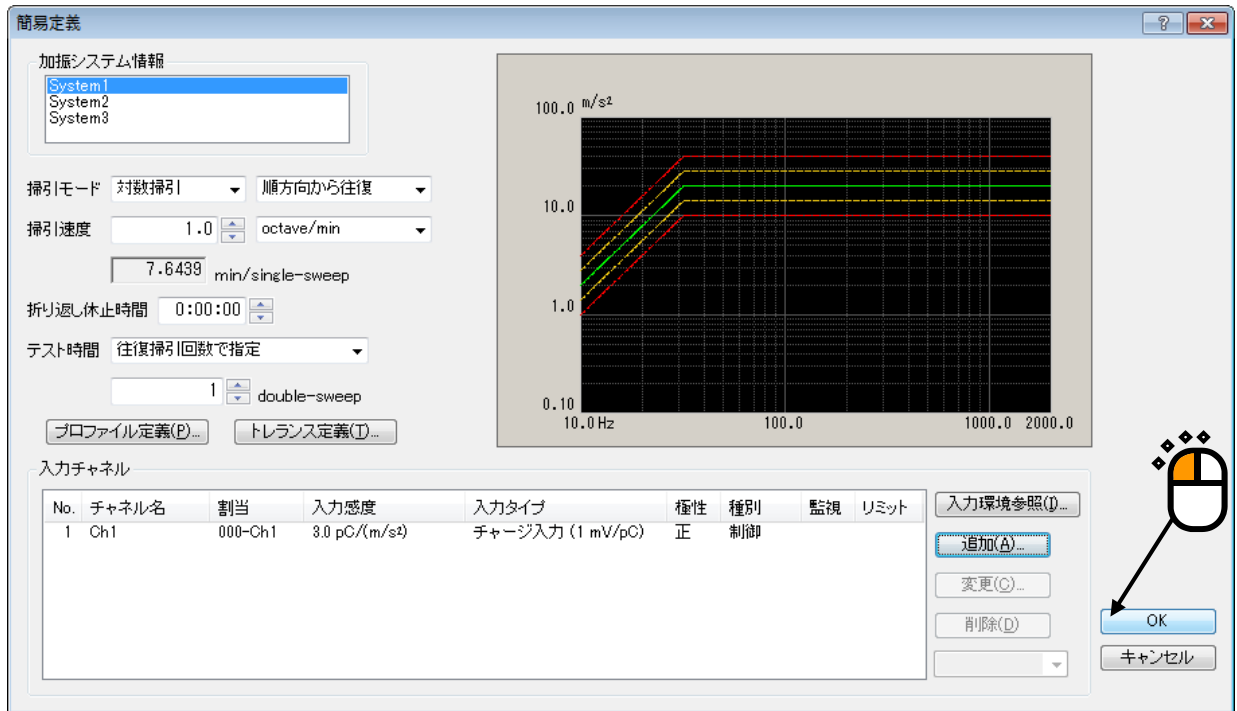 簡易定義
加振システム情報
System1
System2
System3
掃引モード 対数掃引 順方向から往復
掃引速度 1.0 octave/min
7.6439 min/single-sweep
折り返し休止時間 0:00:00
テスト時間 往復掃引回数で指定
1 double-sweep
プロファイル定義(P)... トレランス定義(T)...
100.0 m/s²
10.0
1.0
0.10
10.0 Hz 100.0 1000.0 2000.0
入力チャネル
No. チャネル名 割当 入力感度 入力タイプ 極性 種別 監視 リミット
1 Ch1 000-Ch1 3.0 pC/(m/s²) チャージ入力 (1 mV/pC) 正 制御
入力環境参照(I)...
追加(A)...
変更(C)...
削除(D)
OK
キャンセル